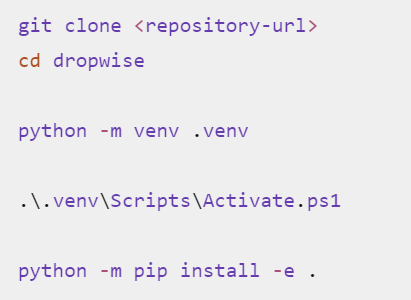 git clone <repository-url>
cd dropwise
python -m venv .venv
.\.venv\Scripts\Activate.ps1
python -m pip install -e .